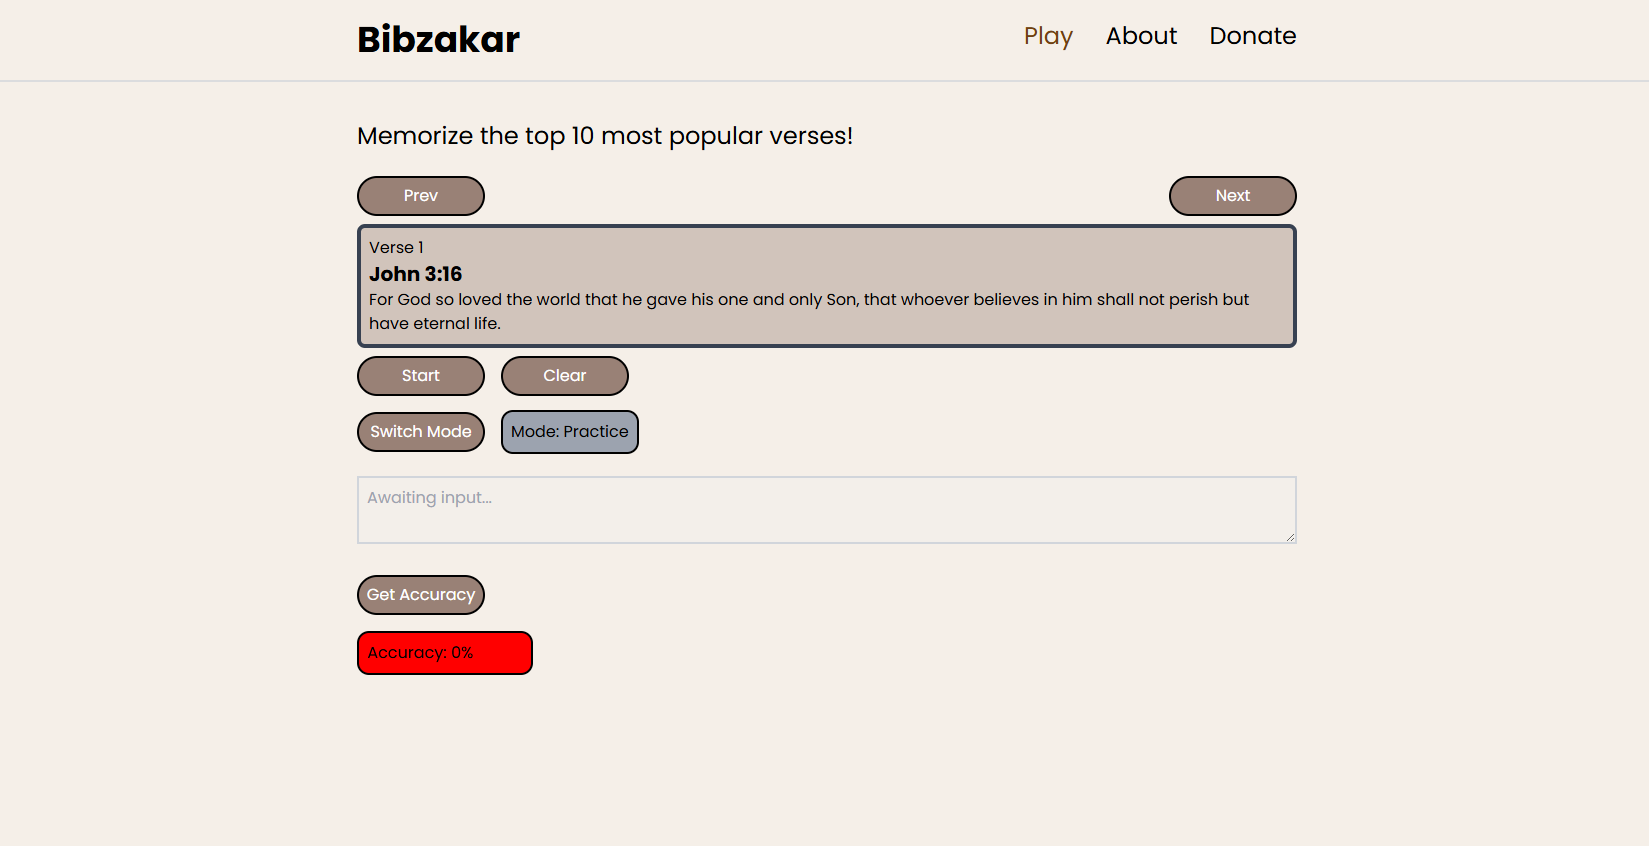 Bibzakar
Play About Donate
Memorize the top 10 most popular verses!
Prev
Next
Verse 1
John 3:16
For God so loved the world that he gave his one and only Son, that whoever believes in him shall not perish but
have eternal life.
Start
Clear
Switch Mode
Mode: Practice
Awaiting input...
Get Accuracy
Accuracy: 0%